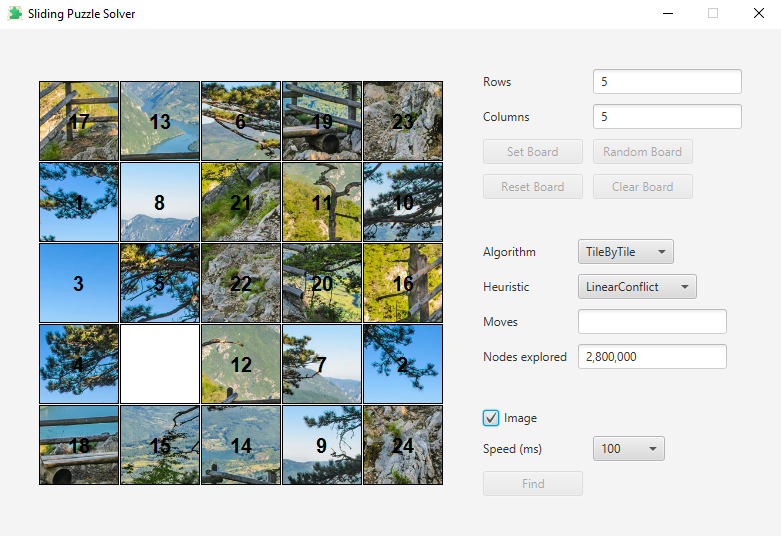 Sliding Puzzle Solver
17 13 6 19 23
1 8 21 11 10
3 5 22 20 16
4 12 7 2
18 15 14 9 24
Rows 5
Columns 5
Set Board Random Board
Reset Board Clear Board
Algorithm TileByTile
Heuristic LinearConflict
Moves
Nodes explored 2,800,000
Image
Speed (ms) 100
Find